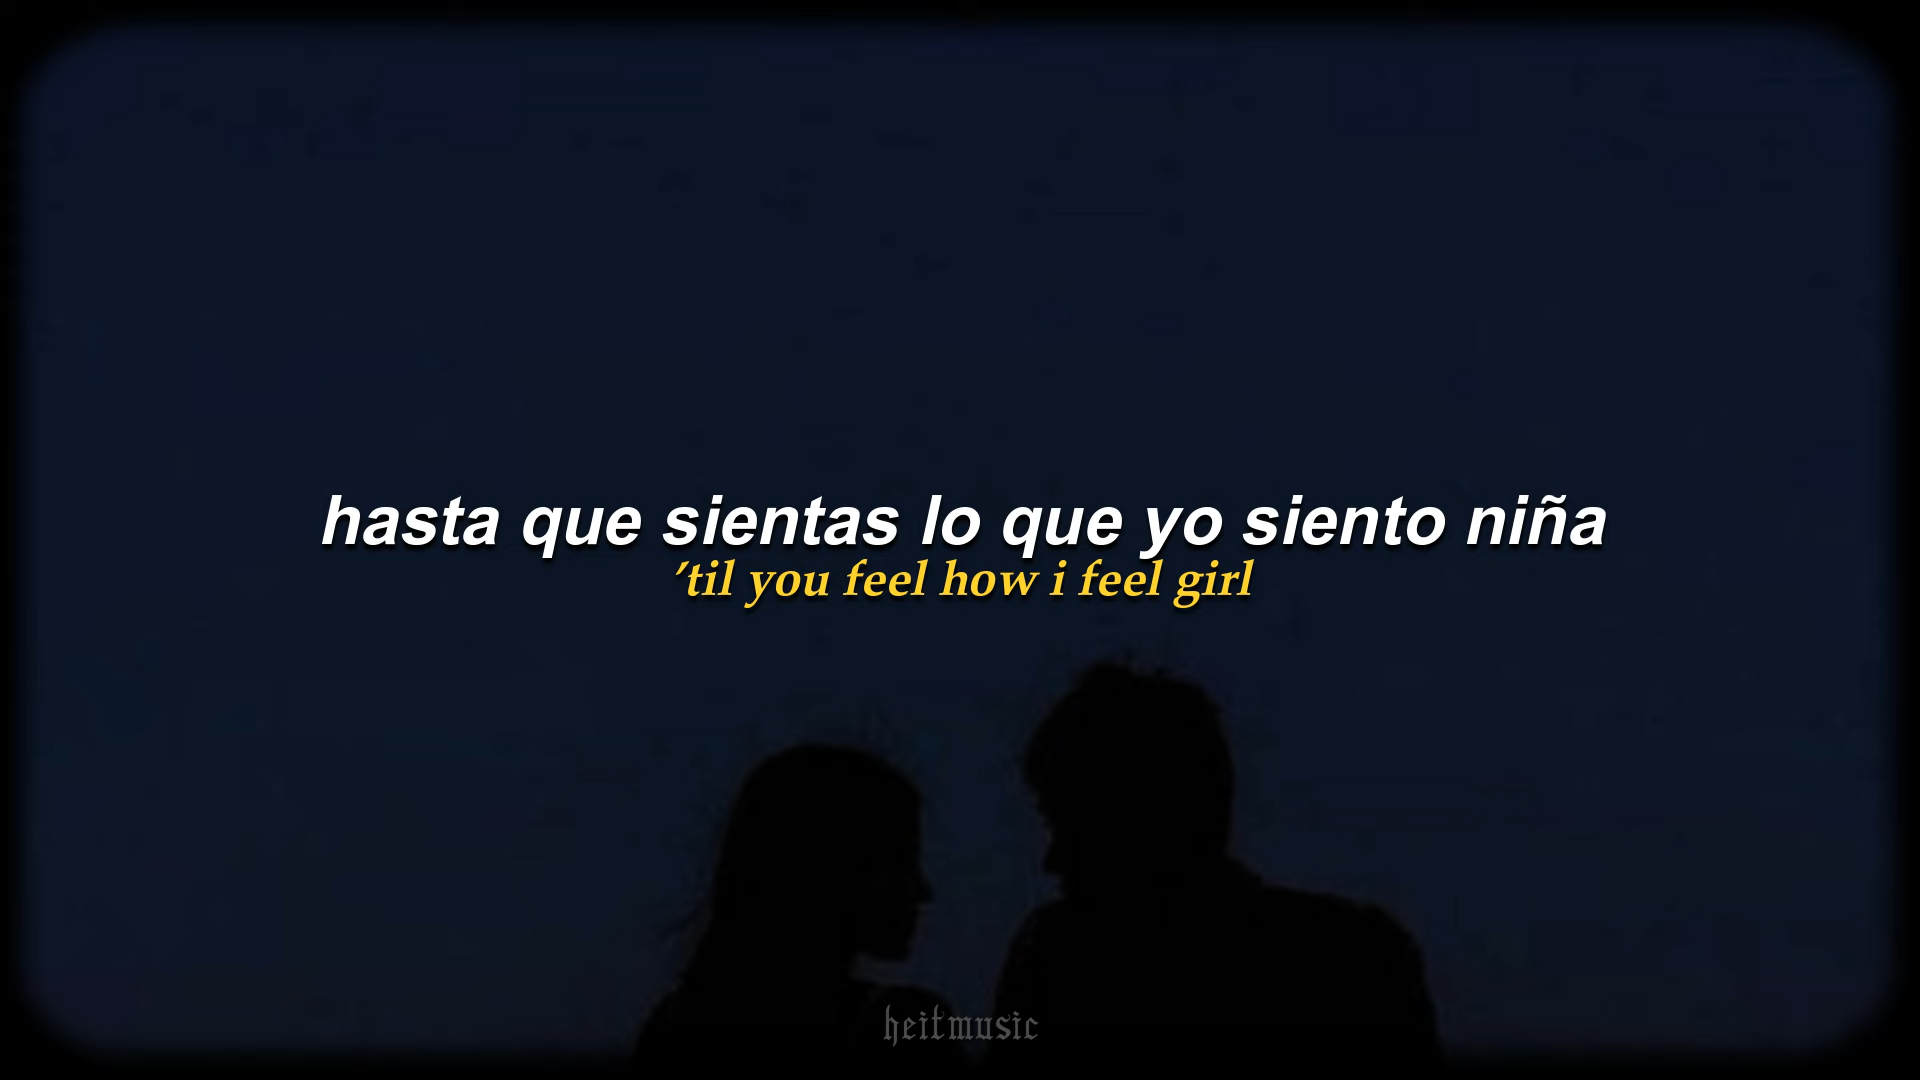 hasta que sientas lo que yo siento niña
'til you feel how i feel girl
heitmusic